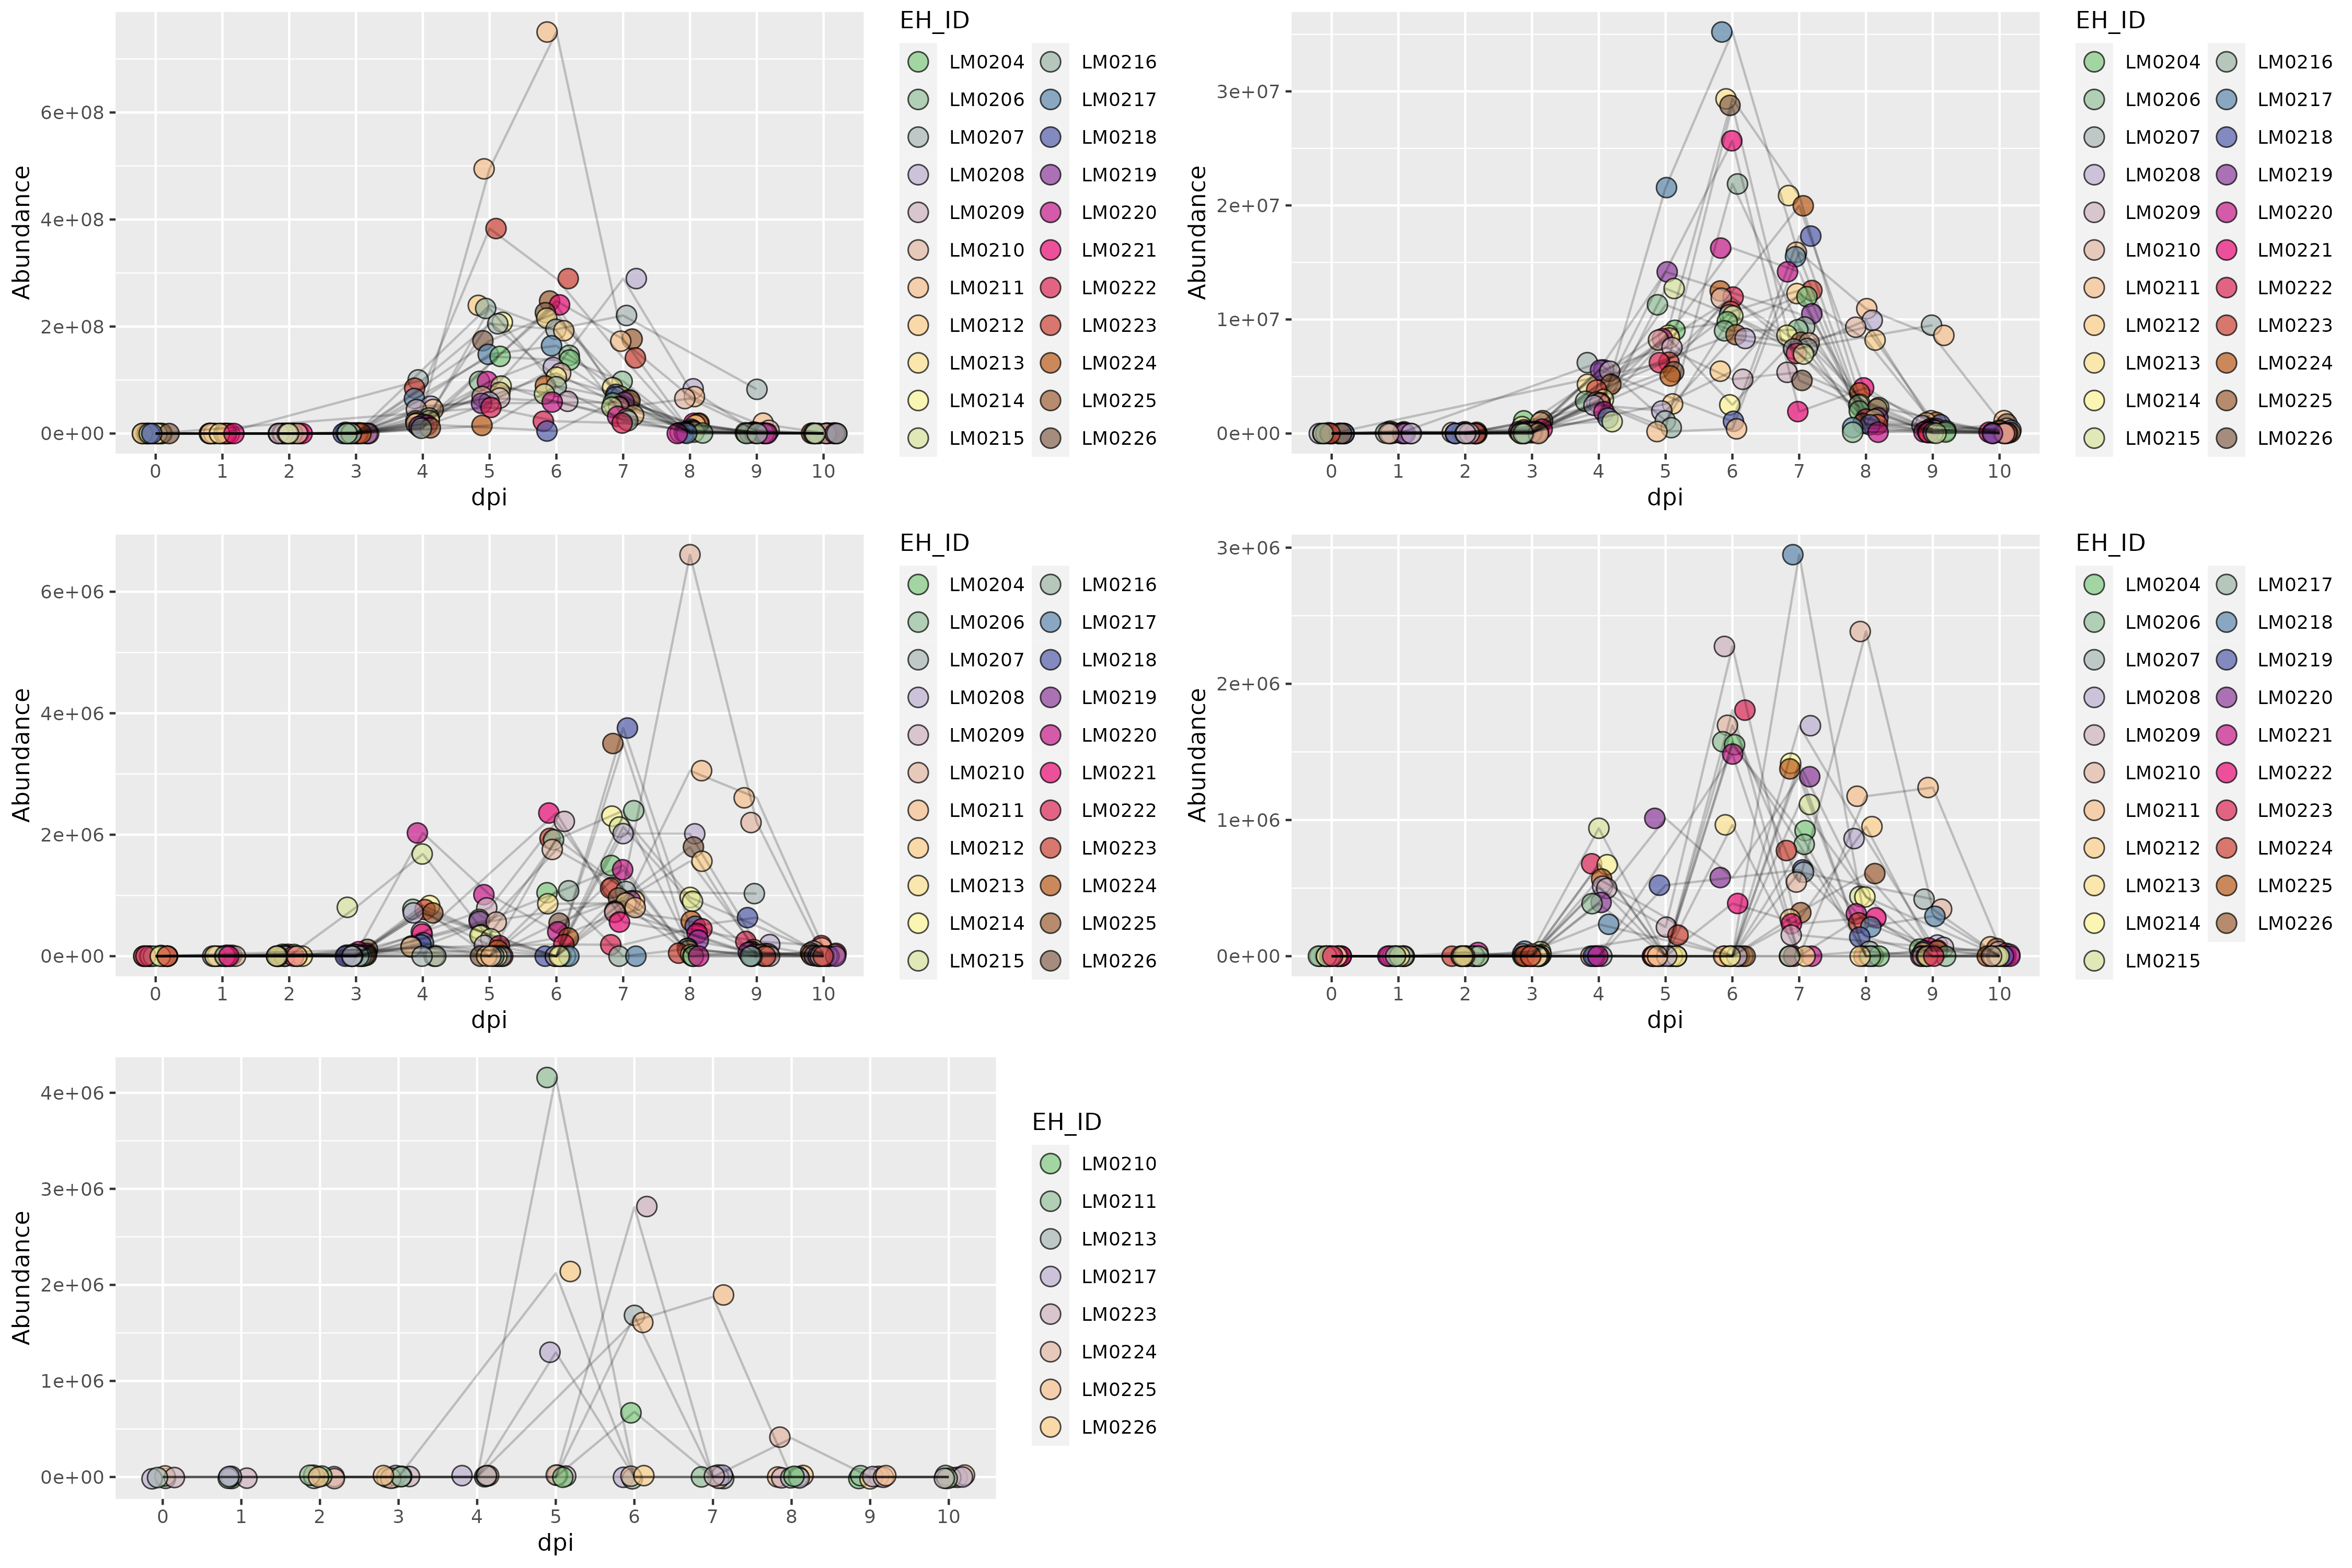 EH_ID
LM0204 LM0216
LM0206 LM0217
LM0207 LM0218
LM0208 LM0219
LM0209 LM0220
LM0210 LM0221
LM0211 LM0222
LM0212 LM0223
LM0213 LM0224
LM0214 LM0225
LM0215 LM0226
Abundance
6e+08
4e+08
2e+08
0e+00
0 1 2 3 4 5 6 7 8 9 10
dpi
EH_ID
LM0204 LM0216
LM0206 LM0217
LM0207 LM0218
LM0208 LM0219
LM0209 LM0220
LM0210 LM0221
LM0211 LM0222
LM0212 LM0223
LM0213 LM0224
LM0214 LM0225
LM0215 LM0226
Abundance
3e+07
2e+07
1e+07
0e+00
0 1 2 3 4 5 6 7 8 9 10
dpi
EH_ID
LM0204 LM0216
LM0206 LM0217
LM0207 LM0218
LM0208 LM0219
LM0209 LM0220
LM0210 LM0221
LM0211 LM0222
LM0212 LM0223
LM0213 LM0224
LM0214 LM0225
LM0215 LM0226
Abundance
6e+06
4e+06
2e+06
0e+00
0 1 2 3 4 5 6 7 8 9 10
dpi
EH_ID
LM0204 LM0217
LM0206 LM0218
LM0207 LM0219
LM0208 LM0220
LM0209 LM0221
LM0210 LM0222
LM0211 LM0223
LM0212 LM0224
LM0213 LM0225
LM0214 LM0226
LM0215
Abundance
3e+06
2e+06
1e+06
0e+00
0 1 2 3 4 5 6 7 8 9 10
dpi
EH_ID
LM0210
LM0211
LM0213
LM0217
LM0223
LM0224
LM0225
LM0226
Abundance
4e+06
3e+06
2e+06
1e+06
0e+00
0 1 2 3 4 5 6 7 8 9 10
dpi